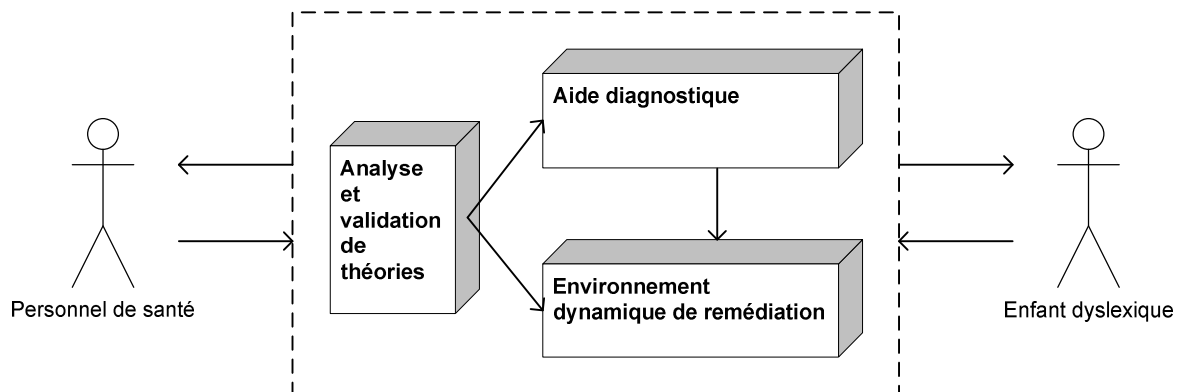 Aide diagnostique
Analyse
et
validation
de
théories
Environnement
dynamique de remédiation
Personnel de santé
Enfant dyslexique